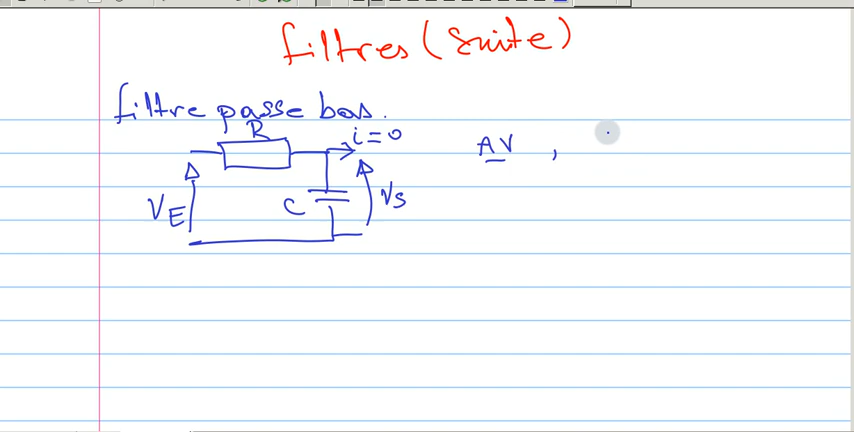 filtres (suite)
filtre passe bas.
R
i = 0
AV ,
VE
C
VS